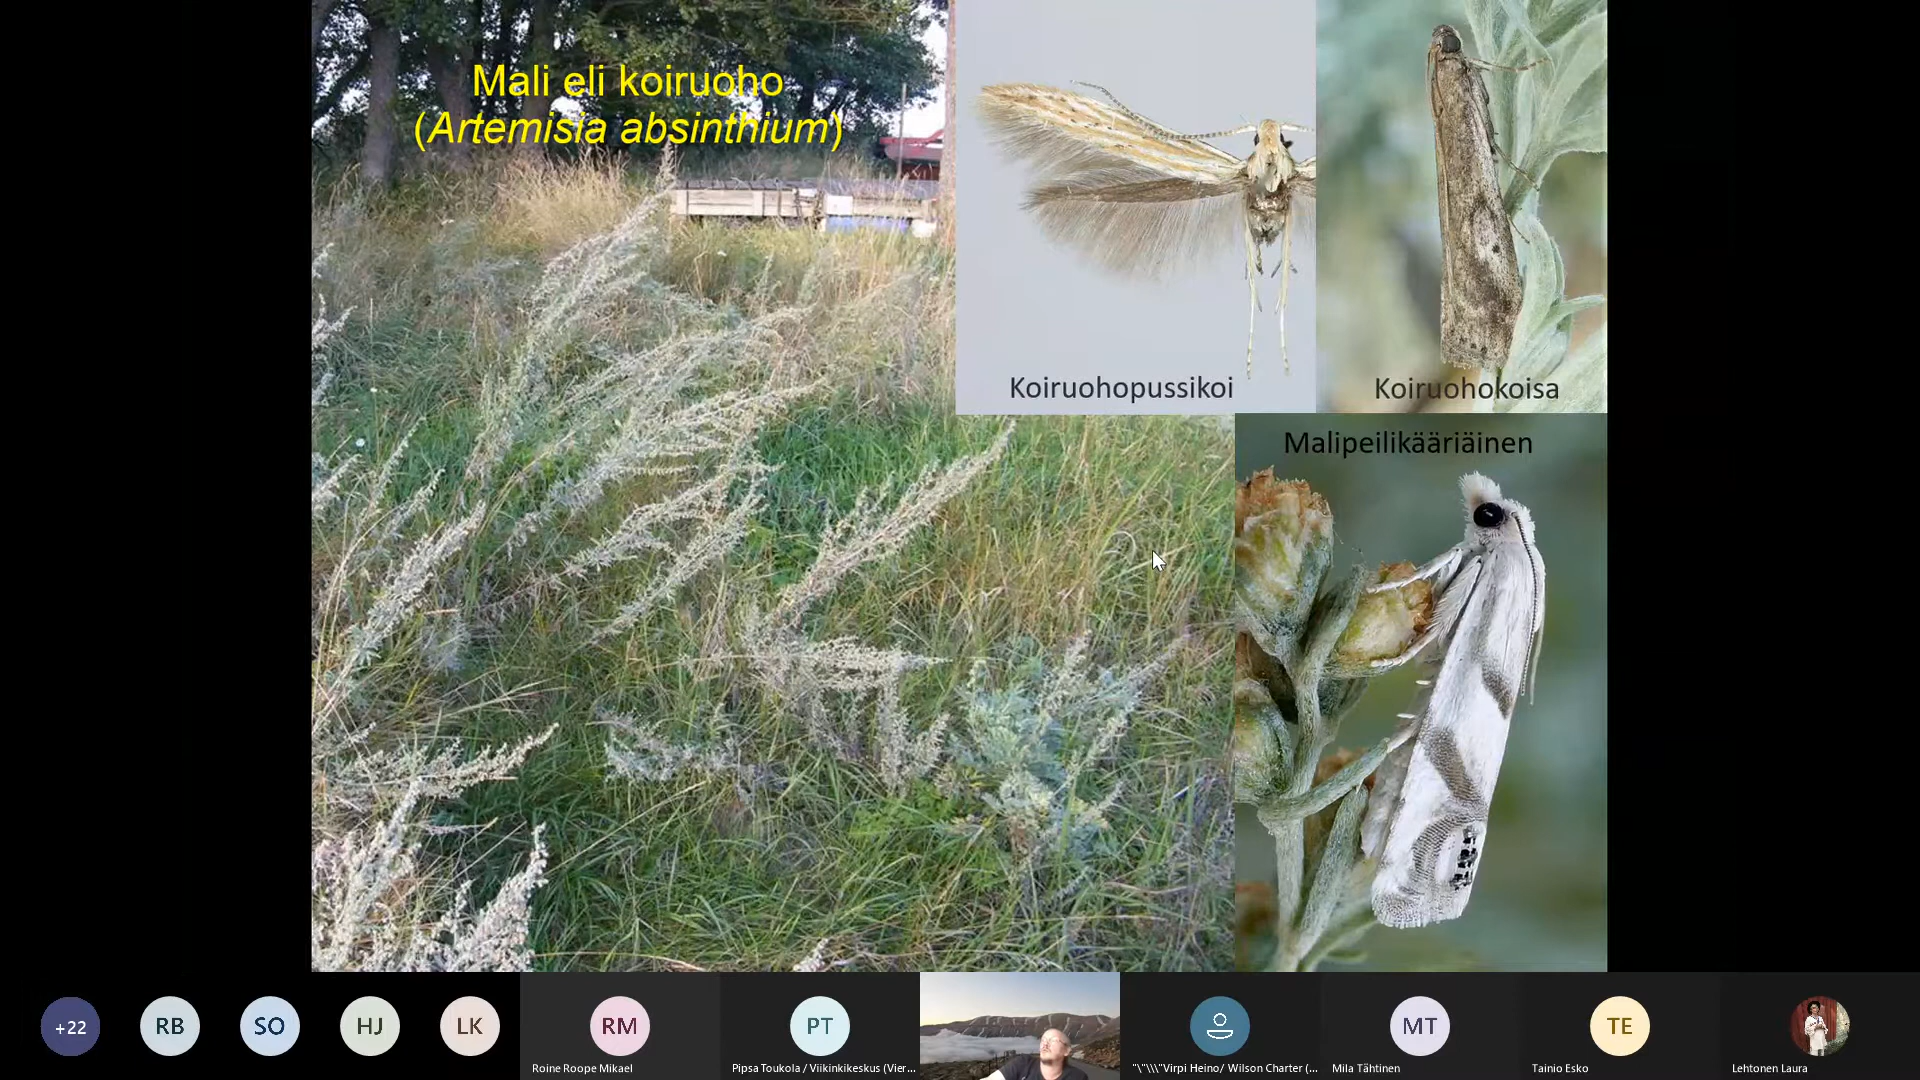 Mali eli koiruoho
(Artemisia absinthium)
Koiruohopussikoi
Koiruohokoisa
Malipeilikääriäinen
+22
RB
SO
HJ
LK
RM
PT
MT
TE
Roine Roope Mikael
Pipsa Toukola / Viikinkikeskus (Vier...
"\"\\\"Virpi Heino/ Wilson Charter (...
Mila Tähtinen
Tainio Esko
Lehtonen Laura